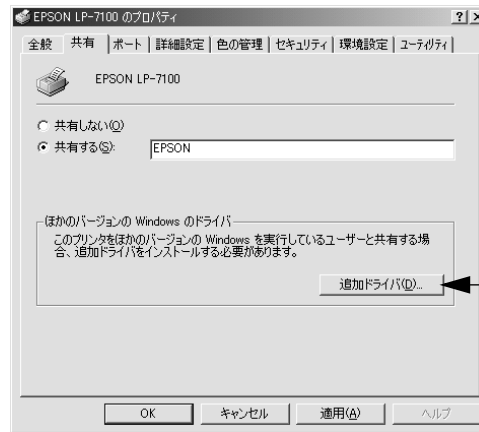 EPSON LP-7100 のプロパティ
全般 共有 ポート 詳細設定 色の管理 セキュリティ 環境設定 ユーティリティ
EPSON LP-7100
共有しない(O)
共有する(S): EPSON
ほかのバージョンの Windows のドライバ
このプリンタをほかのバージョンの Windows を実行しているユーザーと共有する場
合、追加ドライバをインストールする必要があります。
追加ドライバ(D)...
OK キャンセル 適用(A) ヘルプ